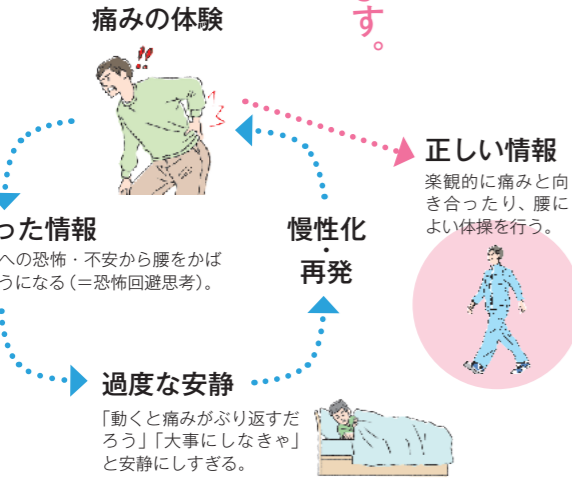 す。
痛みの体験
正しい情報
楽観的に痛みと向
き合ったり、腰に
よい体操を行う。
った情報
への恐怖・不安から腰をかば
うになる(=恐怖回避思考)。
慢性化
・
再発
過度な安静
「動くと痛みがぶり返すだ
ろう」「大事にしなきゃ」
と安静にしすぎる。